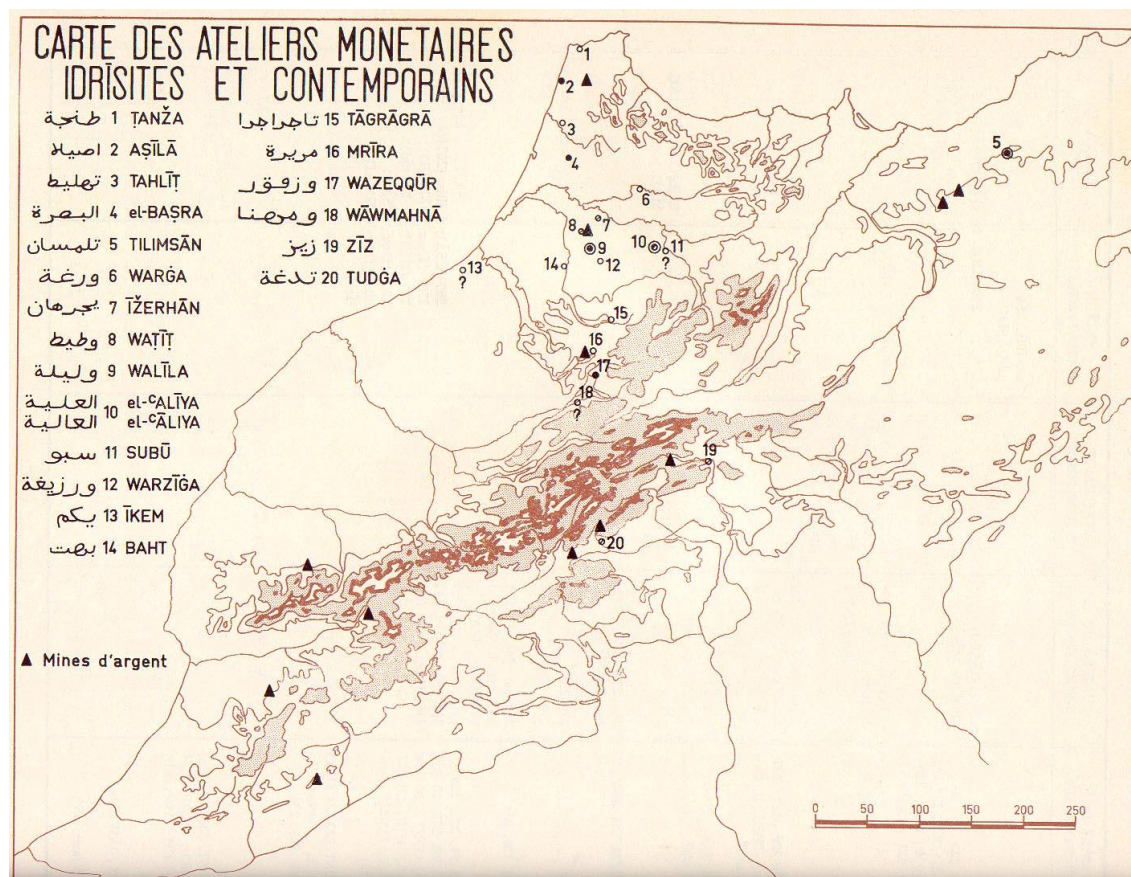 CARTE DES ATELIERS MONETAIRES
IDRĪSITES ET CONTEMPORAINS
طنجة 1 ṬANŽA
اصيلا 2 AṢĪLĀ
تهليط 3 TAHLĪṬ
البصرة 4 el-BAṢRA
تلمسان 5 TILIMSĀN
ورغة 6 WARĠA
يجرهان 7 ĪŽERHĀN
وطيط 8 WAṬĪṬ
وليلة 9 WALĪLA
العلية 10 el-ᶜALĪYA
العالية el-ᶜĀLIYA
سبو 11 SUBŪ
ورزيغة 12 WARZĪĠA
يكم 13 ĪKEM
بهت 14 BAHT
تاجراجرا 15 TĀGRĀGRĀ
مريرة 16 MRĪRA
وزقور 17 WAZEQQŪR
ومهنا 18 WĀWMAHNĀ
زيز 19 ZĪZ
تدغة 20 TUDĠA
▲ Mines d'argent
1
2
3
4
5
6
7
8
9
10
11
?
12
13
?
14
15
16
17
18
?
19
20
0 50 100 150 200 250